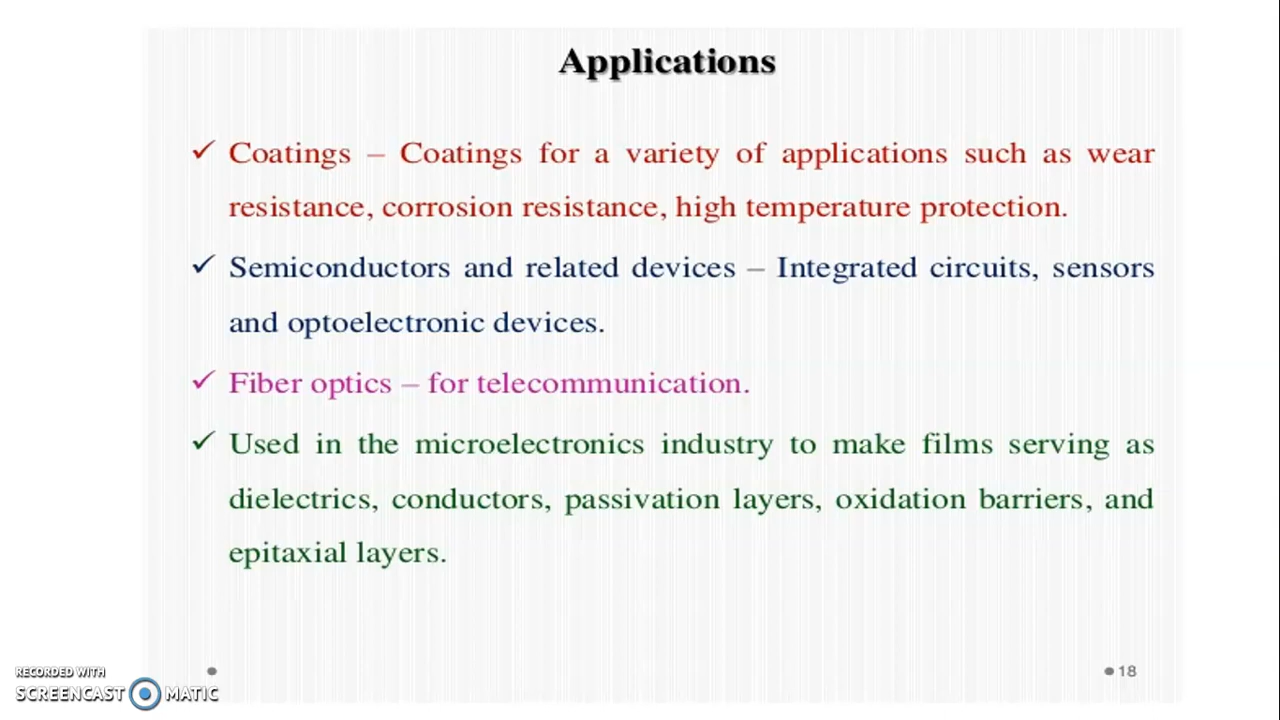 Applications
✓ Coatings – Coatings for a variety of applications such as wear
resistance, corrosion resistance, high temperature protection.
✓ Semiconductors and related devices – Integrated circuits, sensors
and optoelectronic devices.
✓ Fiber optics – for telecommunication.
✓ Used in the microelectronics industry to make films serving as
dielectrics, conductors, passivation layers, oxidation barriers, and
epitaxial layers.
● ● 18
RECORDED WITH
SCREENCAST MATIC